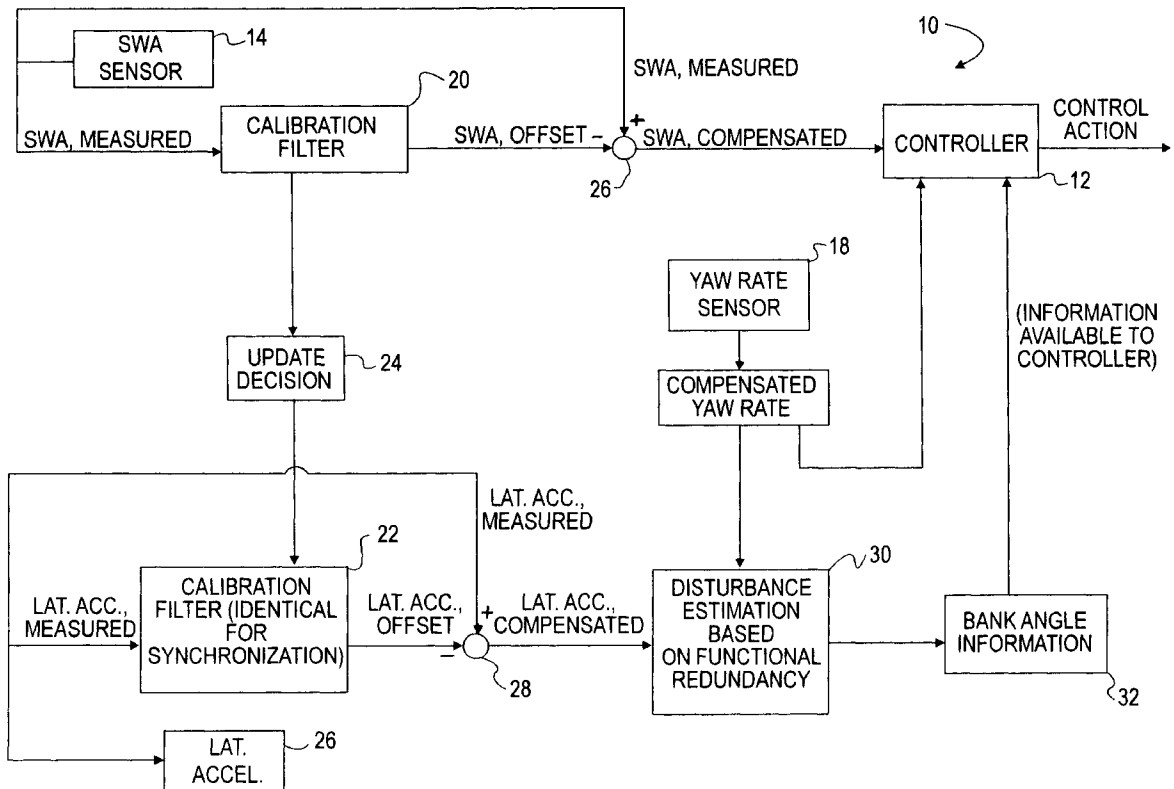 SWA
SENSOR
14
10
SWA, MEASURED
20
CALIBRATION
FILTER
SWA, MEASURED
SWA, OFFSET
-
+
26
SWA, COMPENSATED
CONTROLLER
12
CONTROL
ACTION
18
YAW RATE
SENSOR
(INFORMATION
AVAILABLE TO
CONTROLLER)
UPDATE
DECISION
24
COMPENSATED
YAW RATE
LAT. ACC.,
MEASURED
22
30
LAT. ACC.,
MEASURED
CALIBRATION
FILTER (IDENTICAL
FOR
SYNCHRONIZATION)
LAT. ACC.,
OFFSET
+
-
28
LAT. ACC.,
COMPENSATED
DISTURBANCE
ESTIMATION
BASED
ON FUNCTIONAL
REDUNDANCY
BANK ANGLE
INFORMATION
32
LAT.
ACCEL.
26